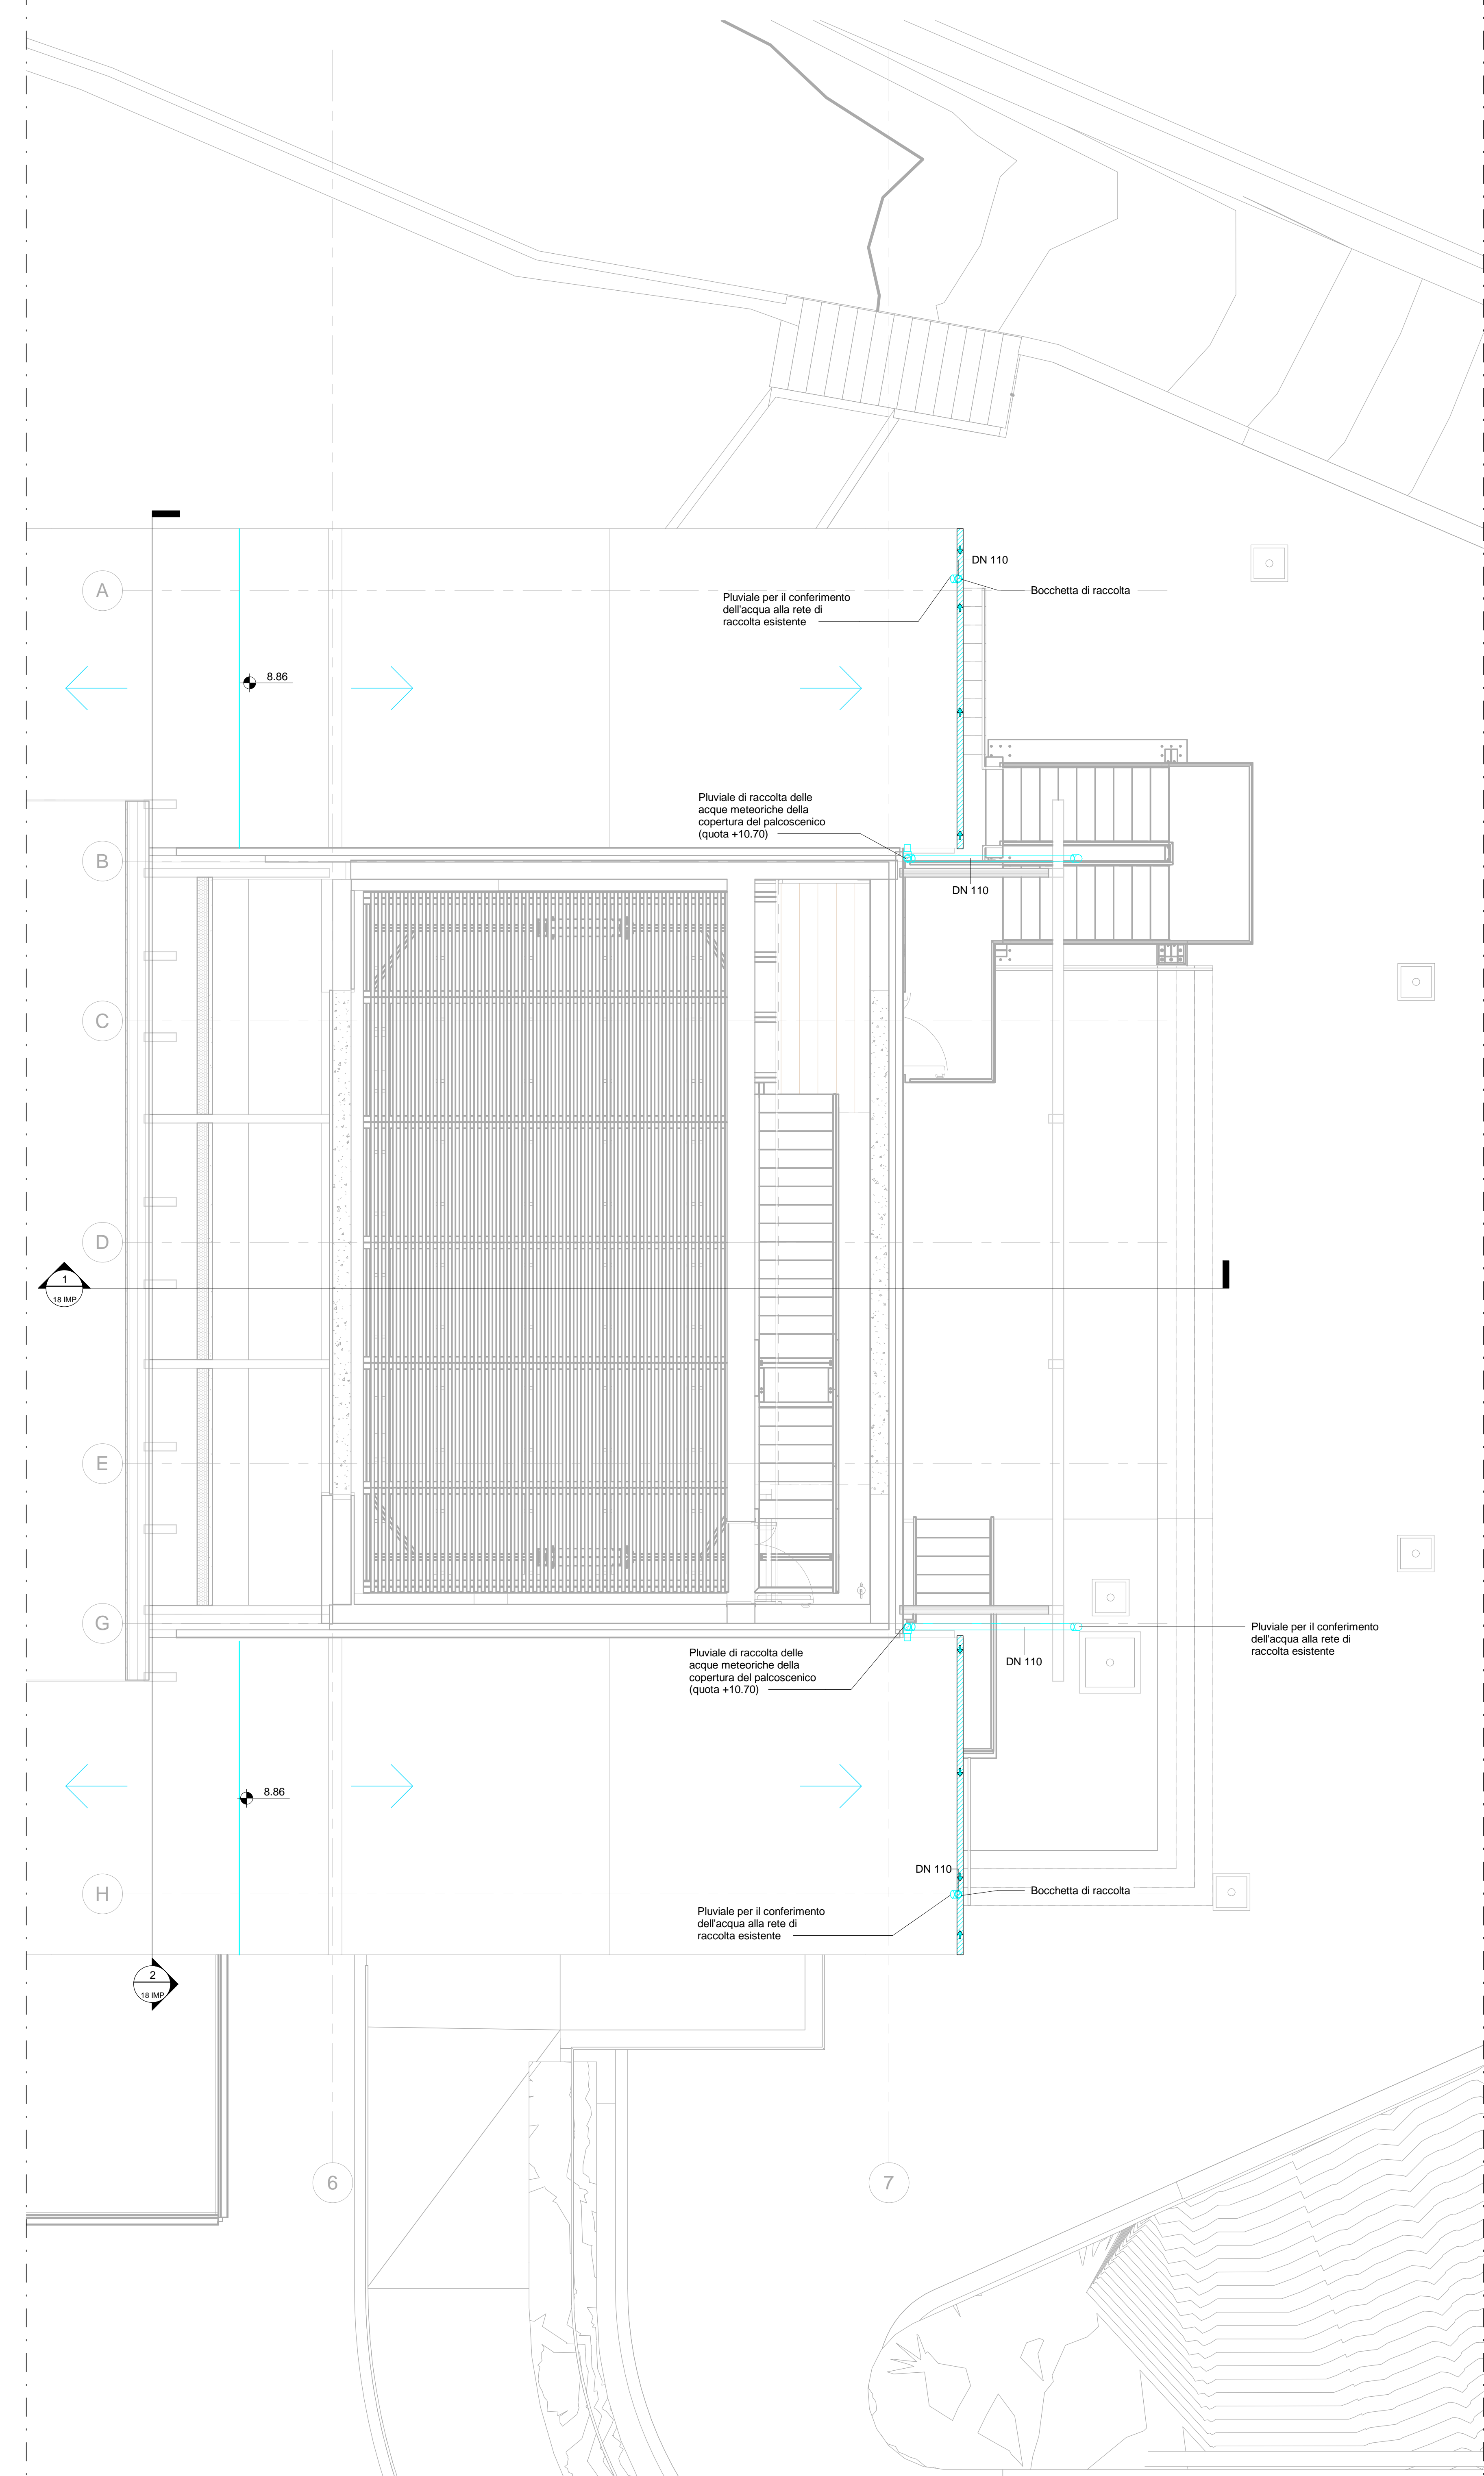 DN 110
A
Bocchetta di raccolta
Pluviale per il conferimento
dell'acqua alla rete di
raccolta esistente
8.86
Pluviale di raccolta delle
acque meteoriche della
copertura del palcoscenico
(quota +10.70)
B
DN 110
C
D
1
18 IMP.
E
G
Pluviale per il conferimento
dell'acqua alla rete di
raccolta esistente
Pluviale di raccolta delle
acque meteoriche della
copertura del palcoscenico
(quota +10.70)
DN 110
8.86
DN 110
H
Bocchetta di raccolta
Pluviale per il conferimento
dell'acqua alla rete di
raccolta esistente
2
18 IMP.
6
7